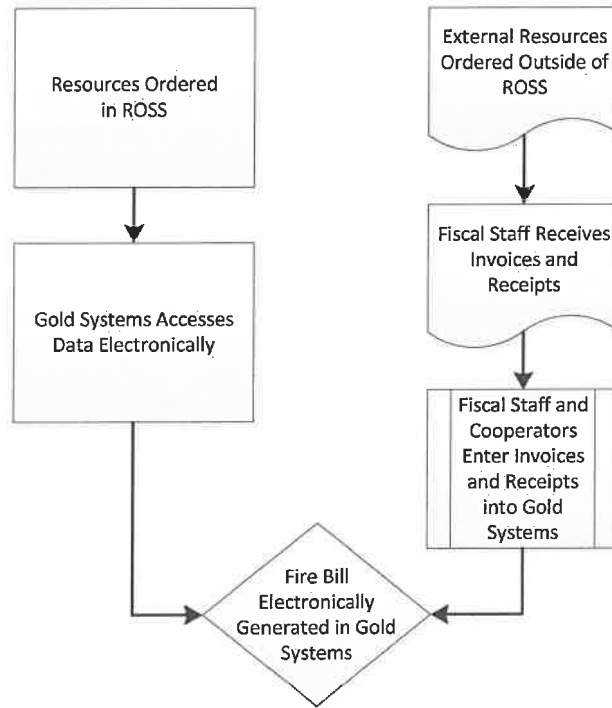 Resources Ordered
in ROSS
Gold Systems Accesses
Data Electronically
External Resources
Ordered Outside of
ROSS
Fiscal Staff Receives
Invoices and
Receipts
Fiscal Staff and
Cooperators
Enter Invoices
and Receipts
into Gold
Systems
Fire Bill
Electronically
Generated in Gold
Systems